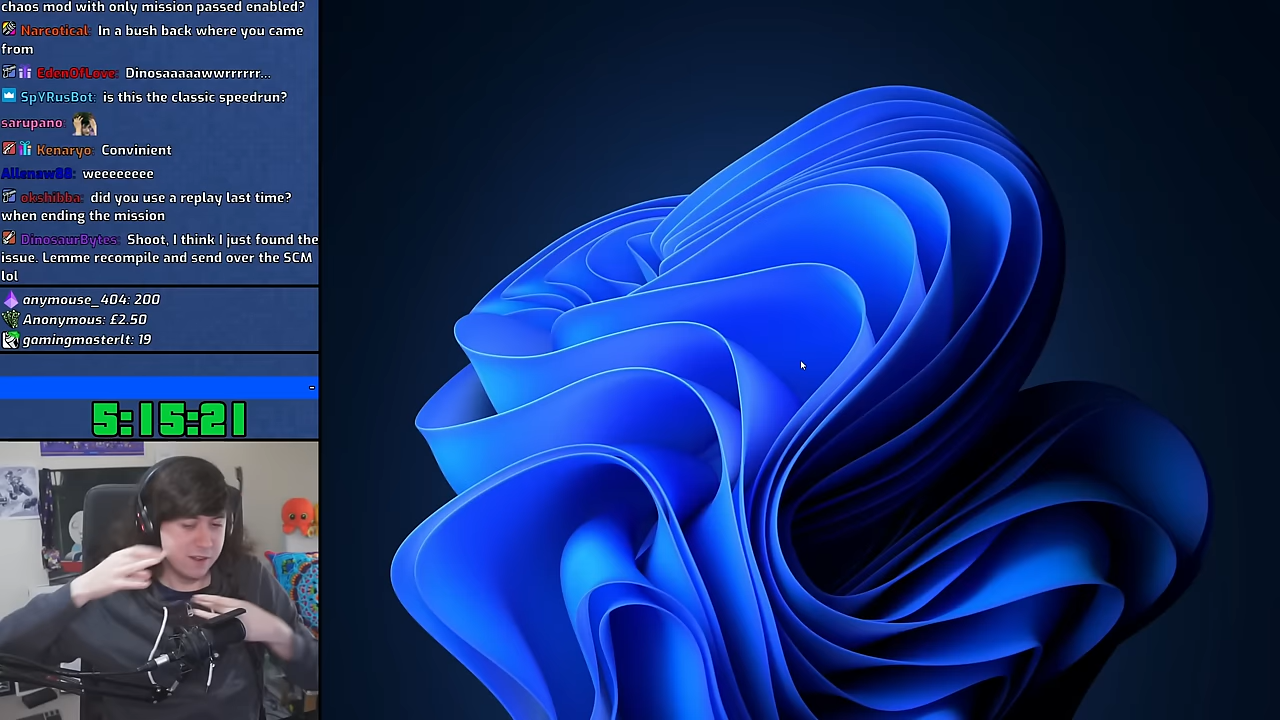 chaos mod with only mission passed enabled?
Narcotical: In a bush back where you came
from
EdenOfLove: Dinosaaaaawwrrrrrr...
SpYRusBot: is this the classic speedrun?
sarupano:
Kenaryo: Convinient
Allenaw88: weeeeeeee
okshibba: did you use a replay last time?
when ending the mission
DinosaurBytes: Shoot, I think I just found the
issue. Lemme recompile and send over the SCM
lol
anymouse_404: 200
Anonymous: £2.50
gamingmasterlt: 19
-
5:15:21